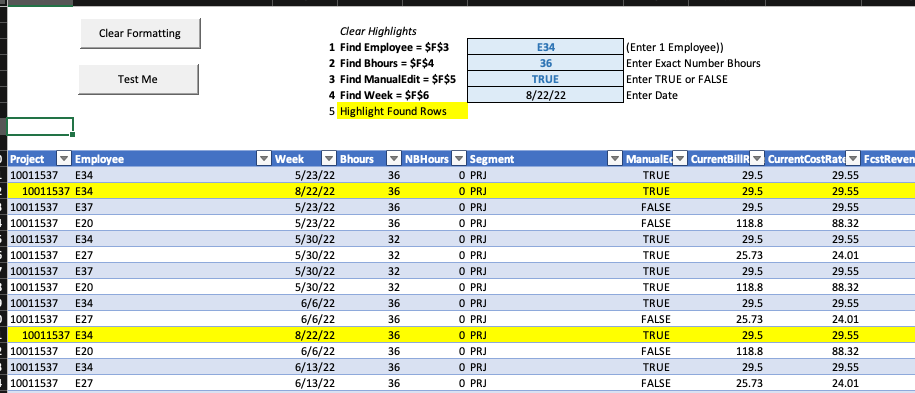 Clear Formatting
Test Me
Clear Highlights
1 Find Employee = $F$3 E34 (Enter 1 Employee))
2 Find Bhours = $F$4 36 Enter Exact Number Bhours
3 Find ManualEdit = $F$5 TRUE Enter TRUE or FALSE
4 Find Week = $F$6 8/22/22 Enter Date
5 Highlight Found Rows
Project Employee Week Bhours NBHours Segment ManualEd CurrentBillR CurrentCostRate FcstReven
10011537 E34 5/23/22 36 0 PRJ TRUE 29.5 29.55
10011537 E34 8/22/22 36 0 PRJ TRUE 29.5 29.55
10011537 E37 5/23/22 36 0 PRJ FALSE 29.5 29.55
10011537 E20 5/23/22 36 0 PRJ FALSE 118.8 88.32
10011537 E34 5/30/22 32 0 PRJ TRUE 29.5 29.55
10011537 E27 5/30/22 32 0 PRJ TRUE 25.73 24.01
10011537 E37 5/30/22 32 0 PRJ TRUE 29.5 29.55
10011537 E20 5/30/22 32 0 PRJ TRUE 118.8 88.32
10011537 E34 6/6/22 36 0 PRJ TRUE 29.5 29.55
10011537 E27 6/6/22 36 0 PRJ FALSE 25.73 24.01
10011537 E34 8/22/22 36 0 PRJ TRUE 29.5 29.55
10011537 E20 6/6/22 36 0 PRJ FALSE 118.8 88.32
10011537 E34 6/13/22 36 0 PRJ TRUE 29.5 29.55
10011537 E27 6/13/22 36 0 PRJ FALSE 25.73 24.01